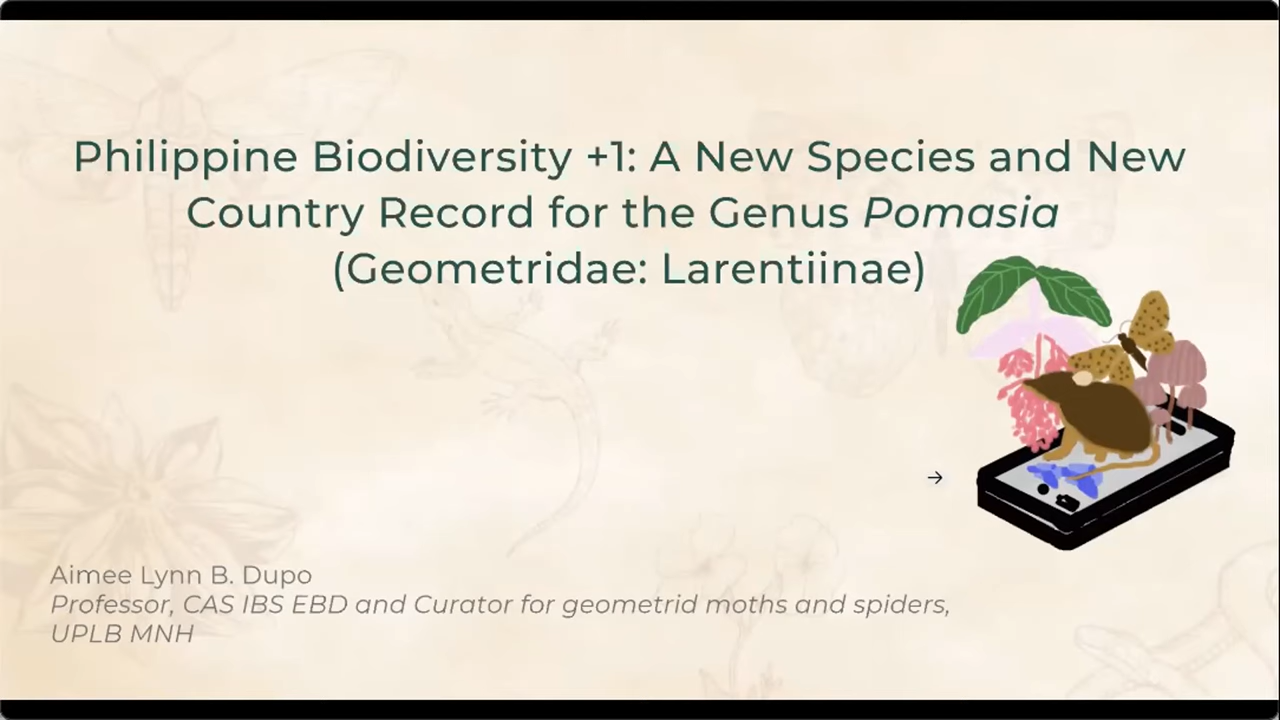 Philippine Biodiversity +1: A New Species and New
Country Record for the Genus Pomasia
(Geometridae: Larentiinae)
Aimee Lynn B. Dupo
Professor, CAS IBS EBD and Curator for geometrid moths and spiders,
UPLB MNH